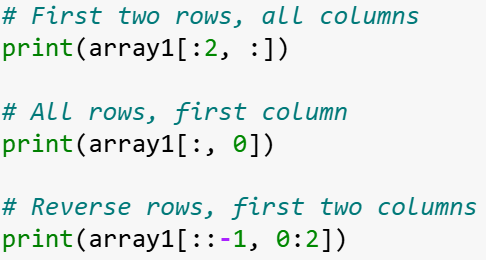 # First two rows, all columns
print(array1[:2, :])
# All rows, first column
print(array1[:, 0])
# Reverse rows, first two columns
print(array1[::-1, 0:2])